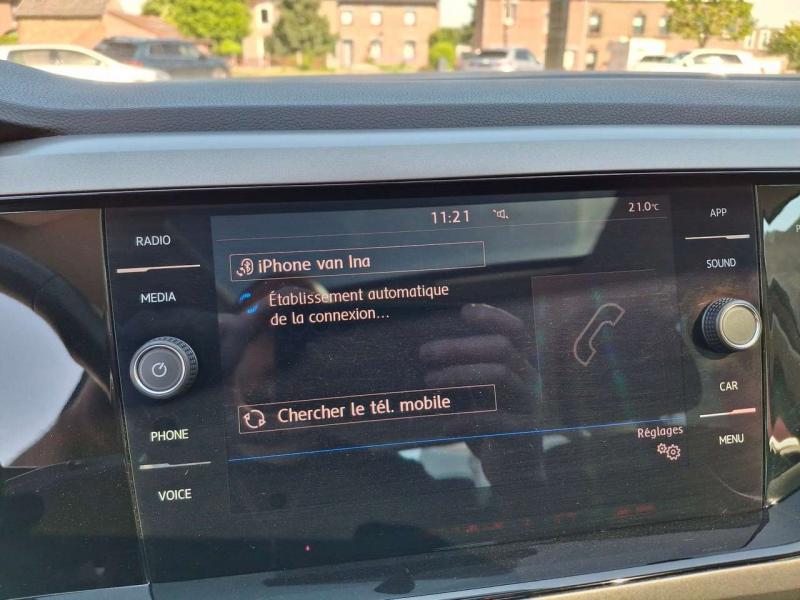 11:21
21.0°C
RADIO
MEDIA
PHONE
VOICE
iPhone van Ina
Établissement automatique
de la connexion...
Chercher le tél. mobile
Réglages
APP
SOUND
CAR
MENU